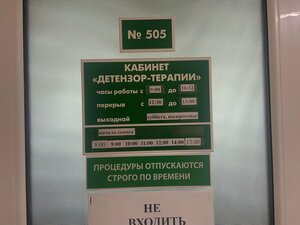 № 505
КАБИНЕТ
«ДЕТЕНЗОР-ТЕРАПИИ»
часы работы с 9:00 до 16:12
перерыв с 12:30 до 13:00
выходной суббота, воскресенье
начало сеанса
8:00 9:00 10:00 11:00 12:00 14:00 15:00
ПРОЦЕДУРЫ ОТПУСКАЮТСЯ
СТРОГО ПО ВРЕМЕНИ
НЕ
ВХОДИТЬ